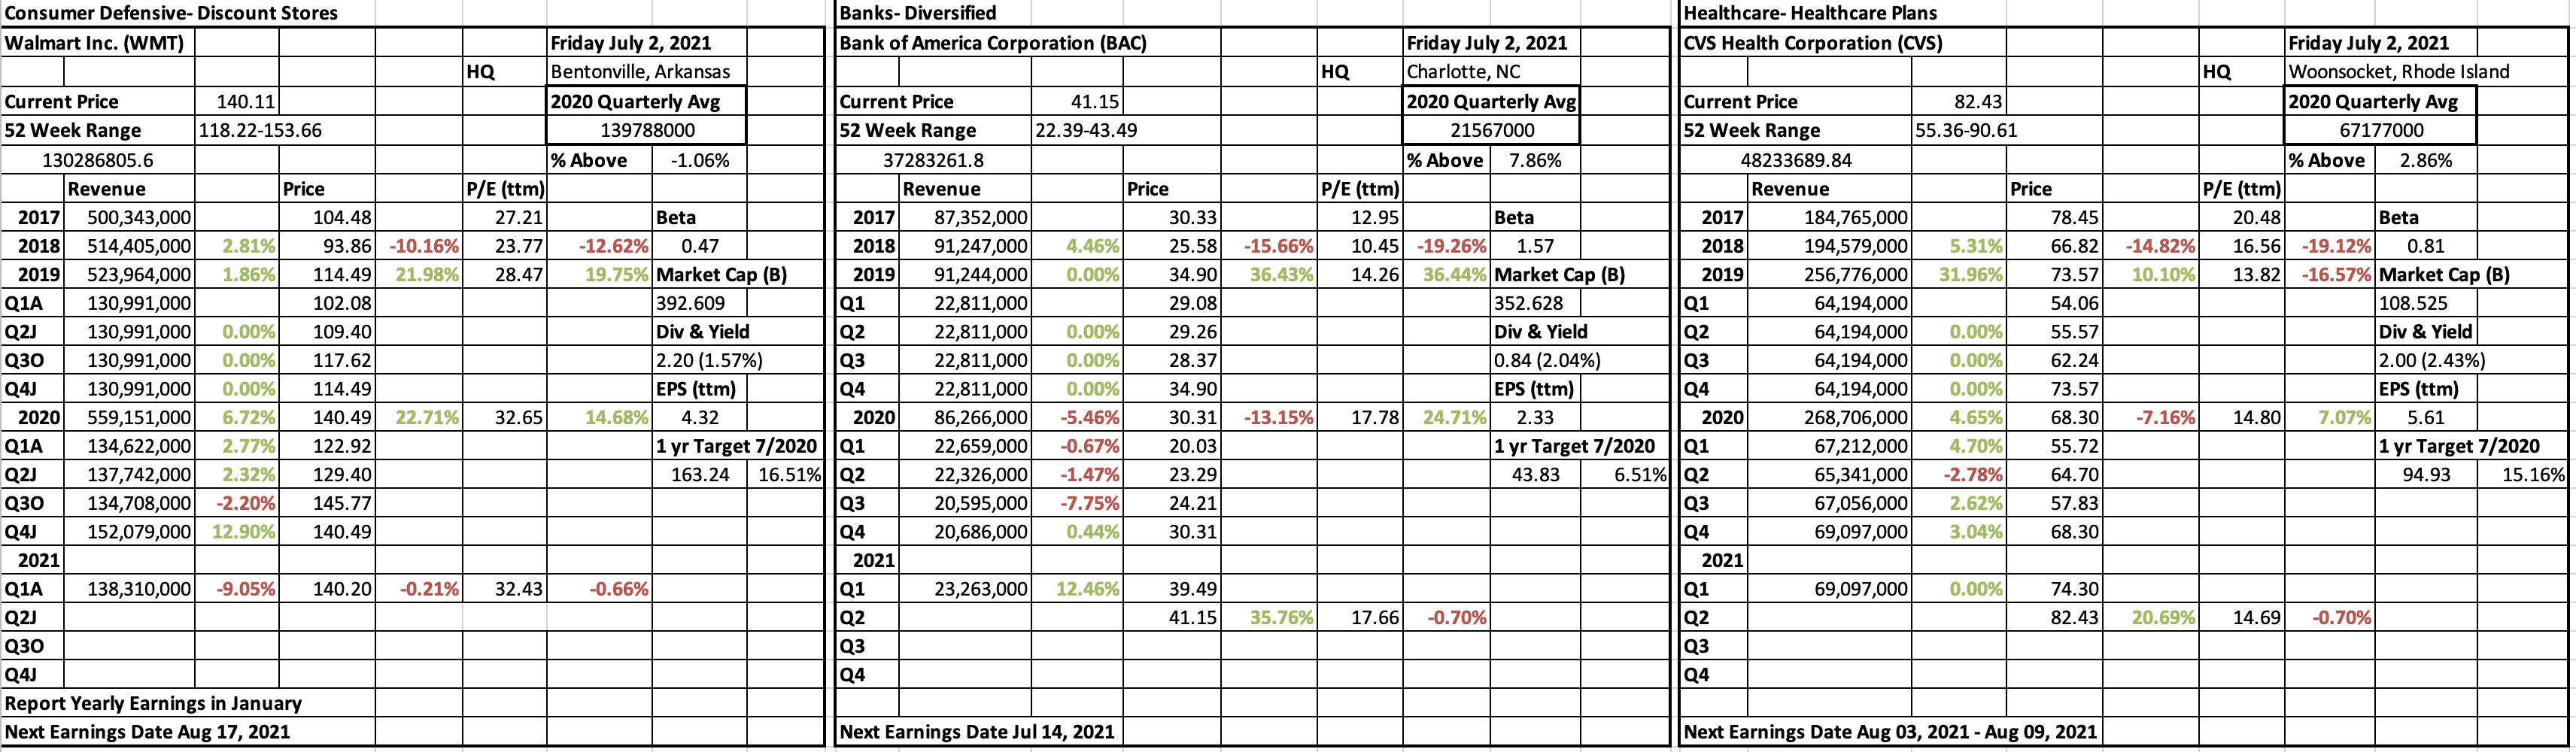 Consumer Defensive- Discount Stores
Walmart Inc. (WMT) Friday July 2, 2021
HQ Bentonville, Arkansas
Current Price 140.11 2020 Quarterly Avg
52 Week Range 118.22-153.66 139788000
130286805.6 % Above -1.06%
Revenue Price P/E (ttm)
2017 500,343,000 104.48 27.21 Beta
2018 514,405,000 2.81% 93.86 -10.16% 23.77 -12.62% 0.47
2019 523,964,000 1.86% 114.49 21.98% 28.47 19.75% Market Cap (B)
Q1A 130,991,000 102.08 392.609
Q2J 130,991,000 0.00% 109.40 Div & Yield
Q3O 130,991,000 0.00% 117.62 2.20 (1.57%)
Q4J 130,991,000 0.00% 114.49 EPS (ttm)
2020 559,151,000 6.72% 140.49 22.71% 32.65 14.68% 4.32
Q1A 134,622,000 2.77% 122.92 1 yr Target 7/2020
Q2J 137,742,000 2.32% 129.40 163.24 16.51%
Q3O 134,708,000 -2.20% 145.77
Q4J 152,079,000 12.90% 140.49
2021
Q1A 138,310,000 -9.05% 140.20 -0.21% 32.43 -0.66%
Q2J
Q3O
Q4J
Report Yearly Earnings in January
Next Earnings Date Aug 17, 2021
Banks- Diversified
Bank of America Corporation (BAC) Friday July 2, 2021
HQ Charlotte, NC
Current Price 41.15 2020 Quarterly Avg
52 Week Range 22.39-43.49 21567000
37283261.8 % Above 7.86%
Revenue Price P/E (ttm)
2017 87,352,000 30.33 12.95 Beta
2018 91,247,000 4.46% 25.58 -15.66% 10.45 -19.26% 1.57
2019 91,244,000 0.00% 34.90 36.43% 14.26 36.44% Market Cap (B)
Q1 22,811,000 29.08 352.628
Q2 22,811,000 0.00% 29.26 Div & Yield
Q3 22,811,000 0.00% 28.37 0.84 (2.04%)
Q4 22,811,000 0.00% 34.90 EPS (ttm)
2020 86,266,000 -5.46% 30.31 -13.15% 17.78 24.71% 2.33
Q1 22,659,000 -0.67% 20.03 1 yr Target 7/2020
Q2 22,326,000 -1.47% 23.29 43.83 6.51%
Q3 20,595,000 -7.75% 24.21
Q4 20,686,000 0.44% 30.31
2021
Q1 23,263,000 12.46% 39.49
Q2 41.15 35.76% 17.66 -0.70%
Q3
Q4
Next Earnings Date Jul 14, 2021
Healthcare- Healthcare Plans
CVS Health Corporation (CVS) Friday July 2, 2021
HQ Woonsocket, Rhode Island
Current Price 82.43 2020 Quarterly Avg
52 Week Range 55.36-90.61 67177000
48233689.84 % Above 2.86%
Revenue Price P/E (ttm)
2017 184,765,000 78.45 20.48 Beta
2018 194,579,000 5.31% 66.82 -14.82% 16.56 -19.12% 0.81
2019 256,776,000 31.96% 73.57 10.10% 13.82 -16.57% Market Cap (B)
Q1 64,194,000 54.06 108.525
Q2 64,194,000 0.00% 55.57 Div & Yield
Q3 64,194,000 0.00% 62.24 2.00 (2.43%)
Q4 64,194,000 0.00% 73.57 EPS (ttm)
2020 268,706,000 4.65% 68.30 -7.16% 14.80 7.07% 5.61
Q1 67,212,000 4.70% 55.72 1 yr Target 7/2020
Q2 65,341,000 -2.78% 64.70 94.93 15.16%
Q3 67,056,000 2.62% 57.83
Q4 69,097,000 3.04% 68.30
2021
Q1 69,097,000 0.00% 74.30
Q2 82.43 20.69% 14.69 -0.70%
Q3
Q4
Next Earnings Date Aug 03, 2021 - Aug 09, 2021